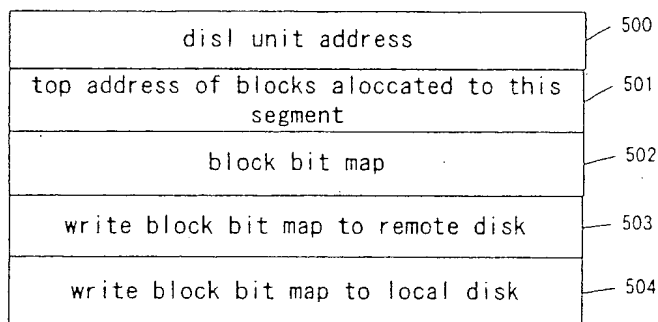 disl unit address
500
top address of blocks aloccated to this
segment
501
block bit map
502
write block bit map to remote disk
503
write block bit map to local disk
504